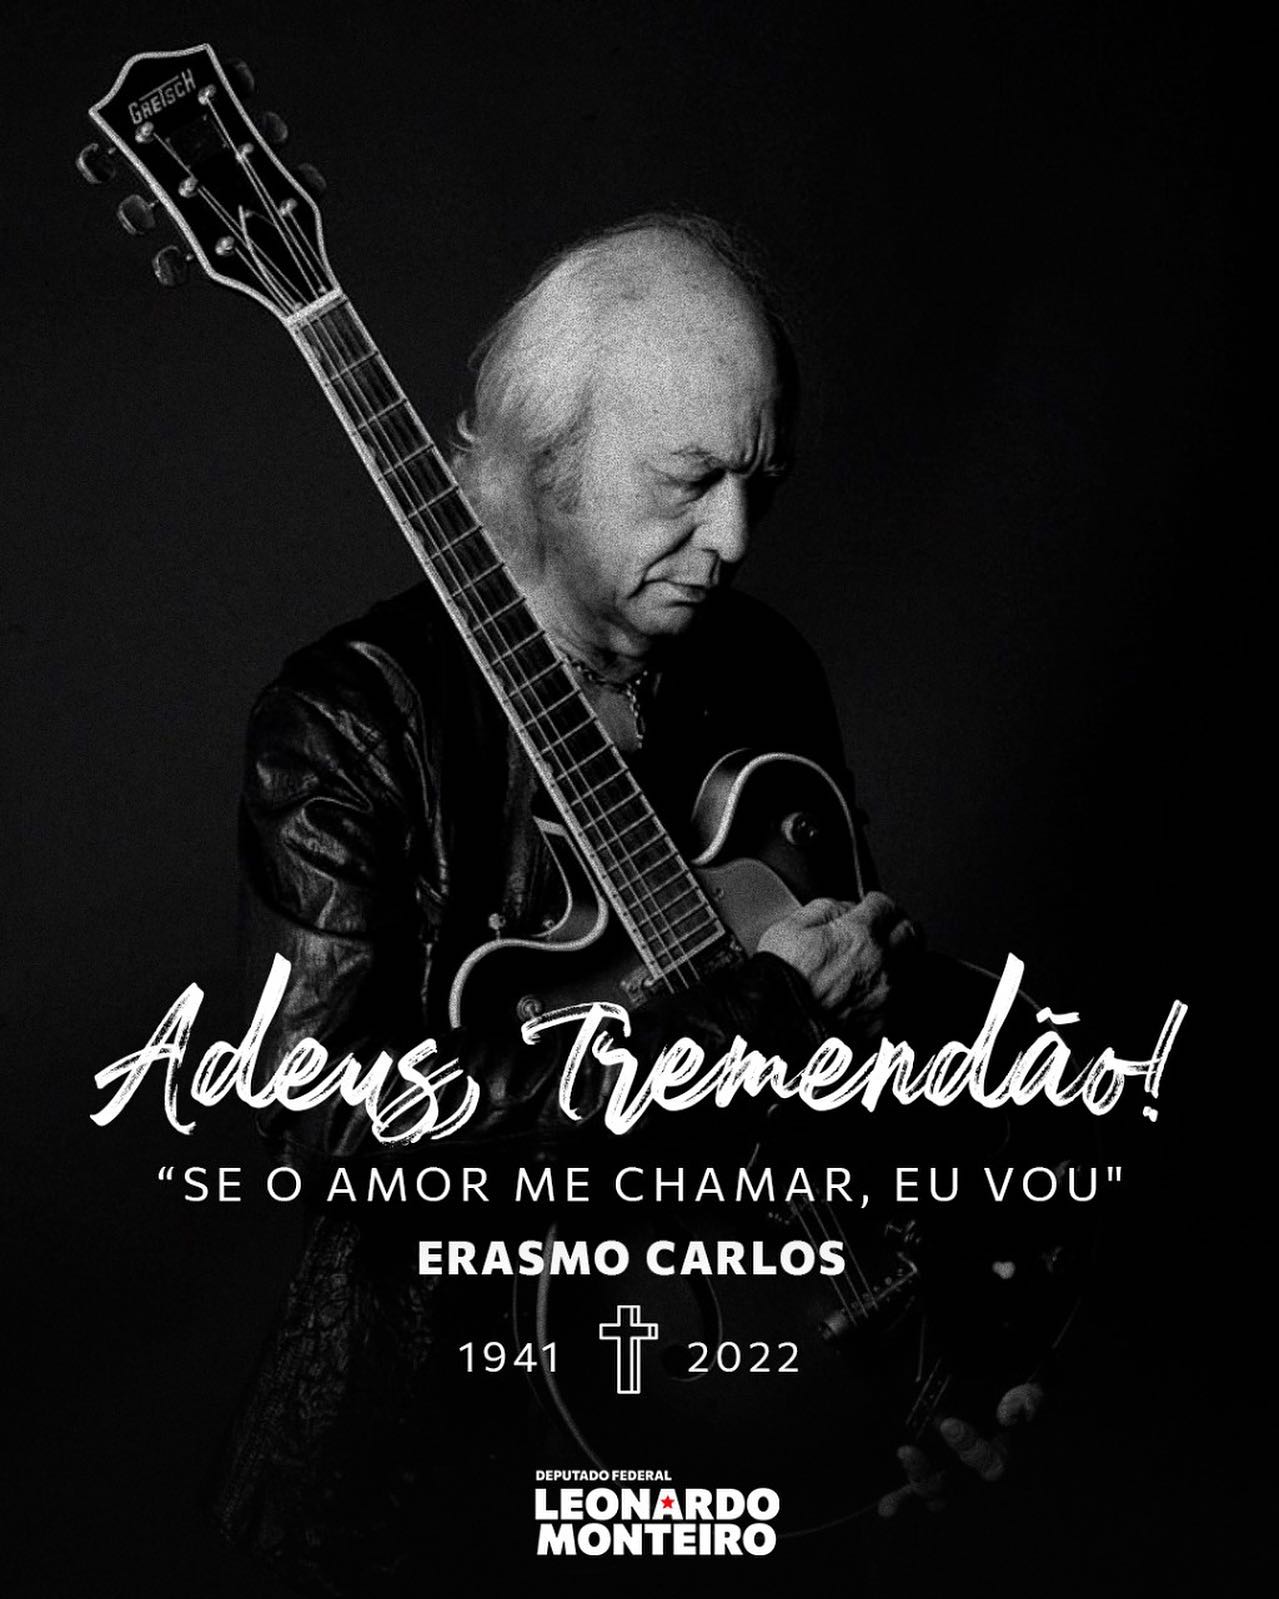 GRETSCH
Adeus, Tremendão!
“SE O AMOR ME CHAMAR, EU VOU"
ERASMO CARLOS
1941 2022
DEPUTADO FEDERAL
LEONARDO
MONTEIRO